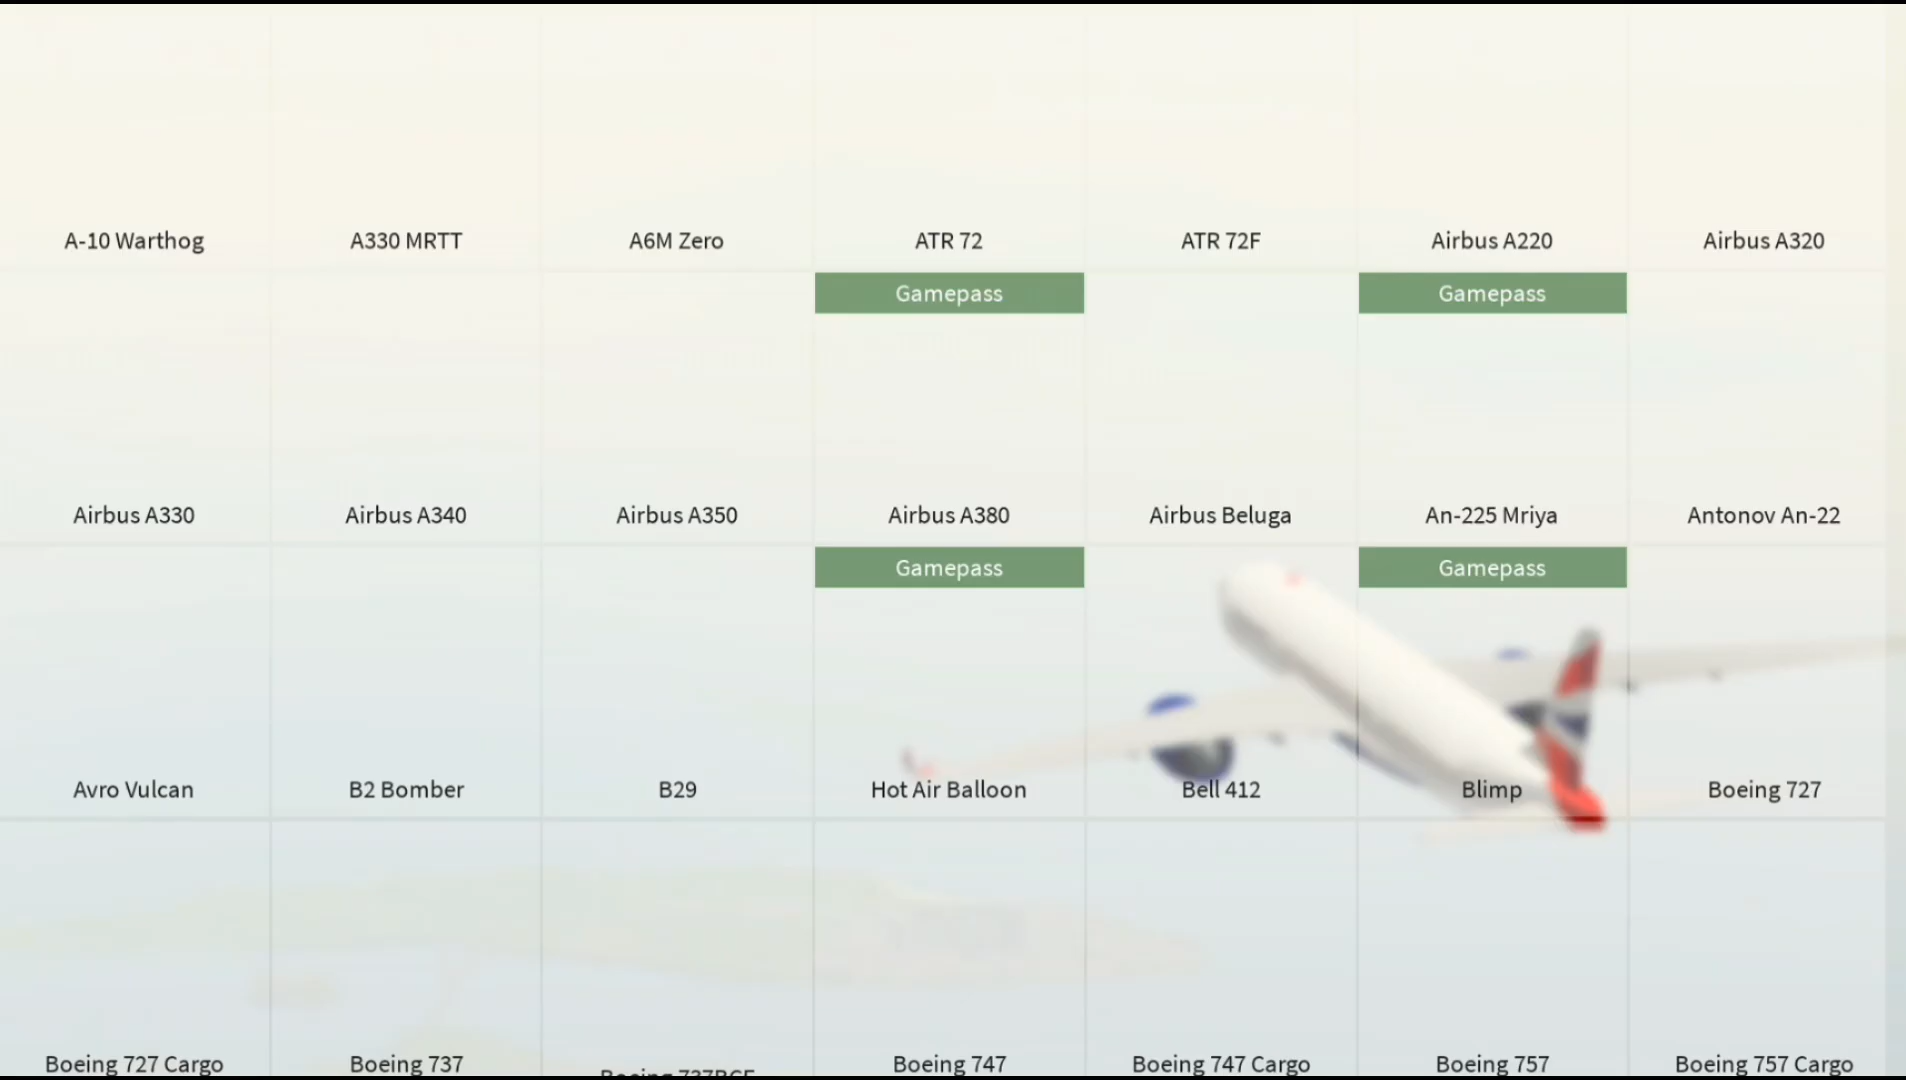 A-10 Warthog
A330 MRTT
A6M Zero
ATR 72
ATR 72F
Airbus A220
Airbus A320
Gamepass
Gamepass
Airbus A330
Airbus A340
Airbus A350
Airbus A380
Airbus Beluga
An-225 Mriya
Antonov An-22
Gamepass
Gamepass
Avro Vulcan
B2 Bomber
B29
Hot Air Balloon
Bell 412
Blimp
Boeing 727
Boeing 727 Cargo
Boeing 737
Boeing
Boeing 747
Boeing 747 Cargo
Boeing 757
Boeing 757 Cargo